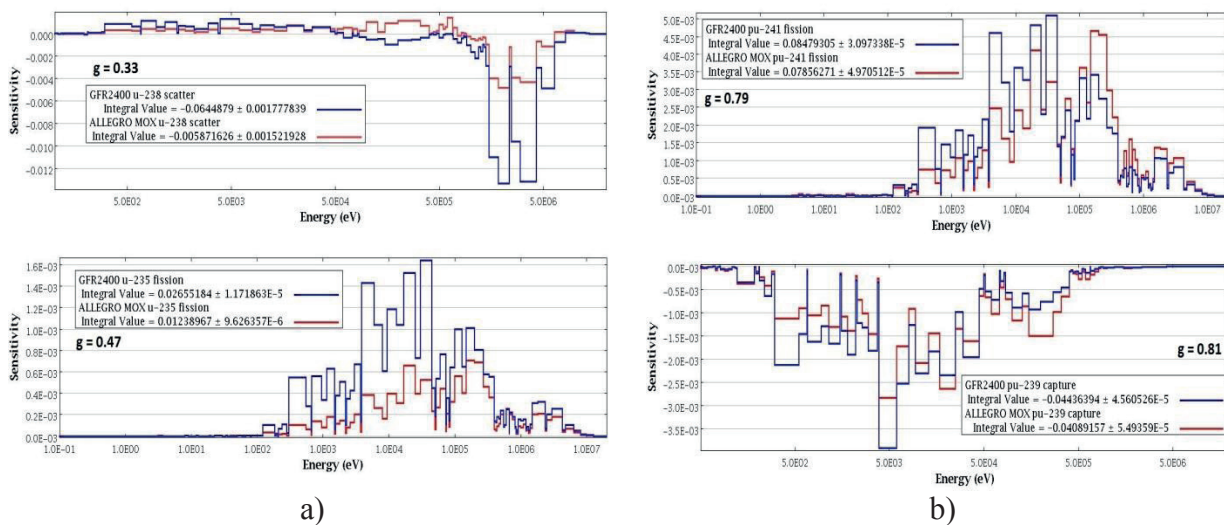 0.000
-0.002
-0.004
-0.006
-0.008
-0.010
-0.012
Sensitivity
g = 0.33
GFR2400 u-238 scatter
Integral Value = -0.0644879 ± 0.001777839
ALLEGRO MOX u-238 scatter
Integral Value = -0.005871626 ± 0.001521928
5.0E02 5.0E03 5.0E04 5.0E05 5.0E06
Energy (eV)
1.6E-03
1.4E-03
1.2E-03
1.0E-03
0.8E-03
0.6E-03
0.4E-03
0.2E-03
0.0E-03
Sensitivity
GFR2400 u-235 fission
Integral Value = 0.02655184 ± 1.171863E-5
ALLEGRO MOX u-235 fission
Integral Value = 0.01238967 ± 9.626357E-6
g = 0.47
1.0E-01 1.0E00 1.0E01 1.0E02 1.0E03 1.0E04 1.0E05 1.0E06 1.0E07
Energy (eV)
a)
5.0E-03
4.5E-03
4.0E-03
3.5E-03
3.0E-03
2.5E-03
2.0E-03
1.5E-03
1.0E-03
0.5E-03
0.0E-03
Sensitivity
GFR2400 pu-241 fission
Integral Value = 0.08479305 ± 3.097338E-5
ALLEGRO MOX pu-241 fission
Integral Value = 0.07856271 ± 4.970512E-5
g = 0.79
1.0E-01 1.0E00 1.0E01 1.0E02 1.0E03 1.0E04 1.0E05 1.0E06 1.0E07
Energy (eV)
0.0E-03
-0.5E-03
-1.0E-03
-1.5E-03
-2.0E-03
-2.5E-03
-3.0E-03
-3.5E-03
Sensitivity
g = 0.81
GFR2400 pu-239 capture
Integral Value = -0.04436394 ± 4.560526E-5
ALLEGRO MOX pu-239 capture
Integral Value = -0.04089157 ± 5.49359E-5
5.0E02 5.0E03 5.0E04 5.0E05 5.0E06
Energy (eV)
b)